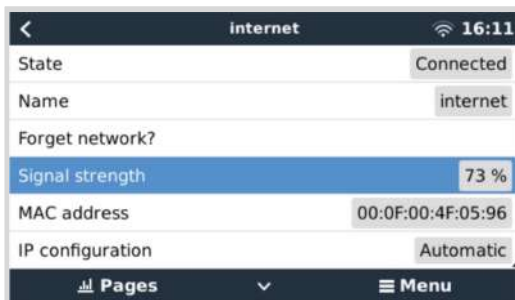 internet 16:11
State Connected
Name internet
Forget network?
Signal strength 73 %
MAC address 00:0F:00:4F:05:96
IP configuration Automatic
Pages Menu